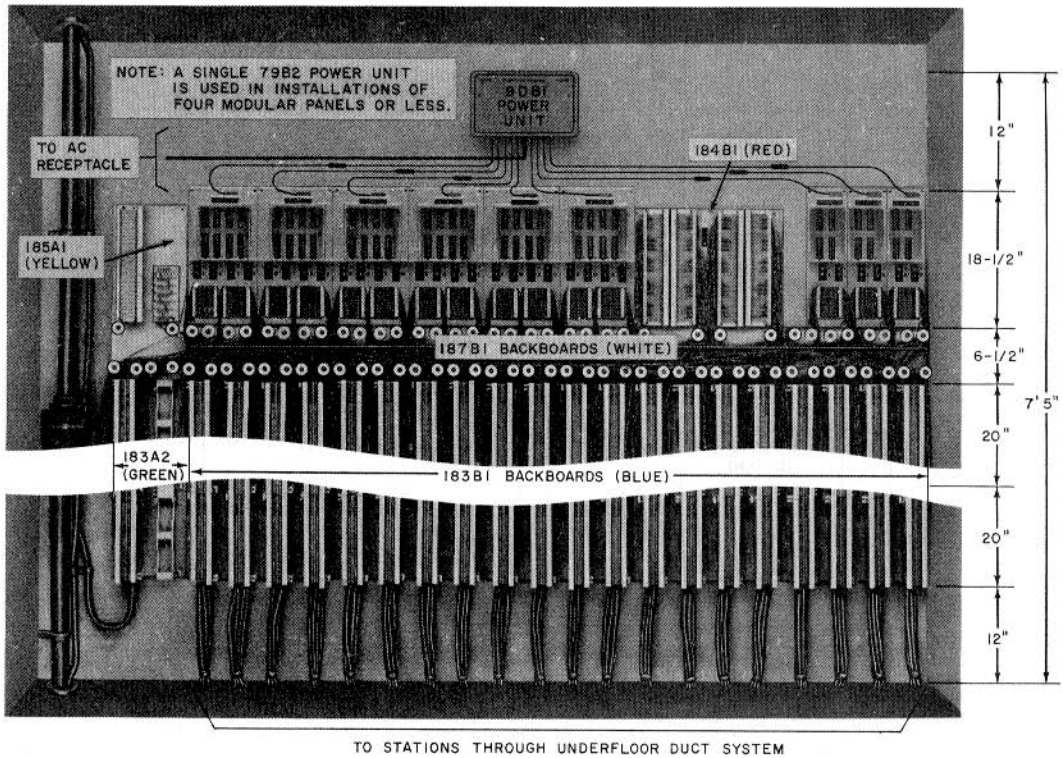 NOTE: A SINGLE 79B2 POWER UNIT
IS USED IN INSTALLATIONS OF
FOUR MODULAR PANELS OR LESS.
90B1
POWER
UNIT
12"
TO AC
RECEPTACLE
184B1 (RED)
185A1
(YELLOW)
18-1/2"
187B1 BACKBOARDS (WHITE)
6-1/2"
7'5"
20"
183A2
(GREEN)
183B1 BACKBOARDS (BLUE)
20"
12"
TO STATIONS THROUGH UNDERFLOOR DUCT SYSTEM